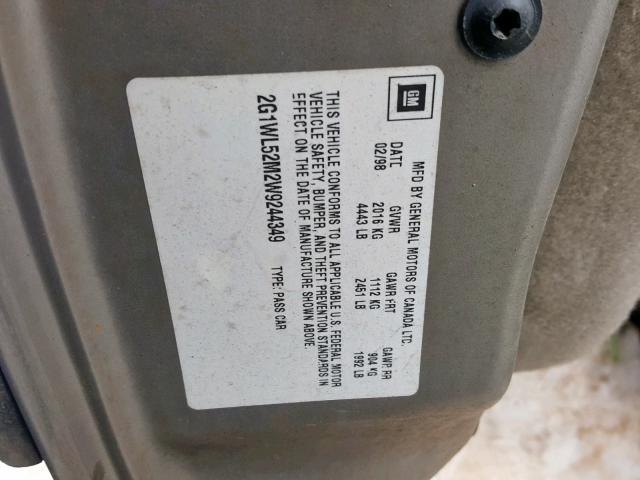 GM
MFD BY GENERAL MOTORS OF CANADA LTC.
DATE GVWR GAWR FRT GAWR RR
02/98 2016 KG 1112 KG 904 KG
4443 LB 2451 LB 1992 LB
THIS VEHICLE CONFORMS TO ALL APPLICABLE U.S. FEDERAL MOTOR
VEHICLE SAFETY, BUMPER, AND THEFT PREVENTION STANDARDS IN
EFFECT ON THE DATE OF MANUFACTURE SHOWN ABOVE.
2G1WL52M2W9244349 TYPE: PASS CAR